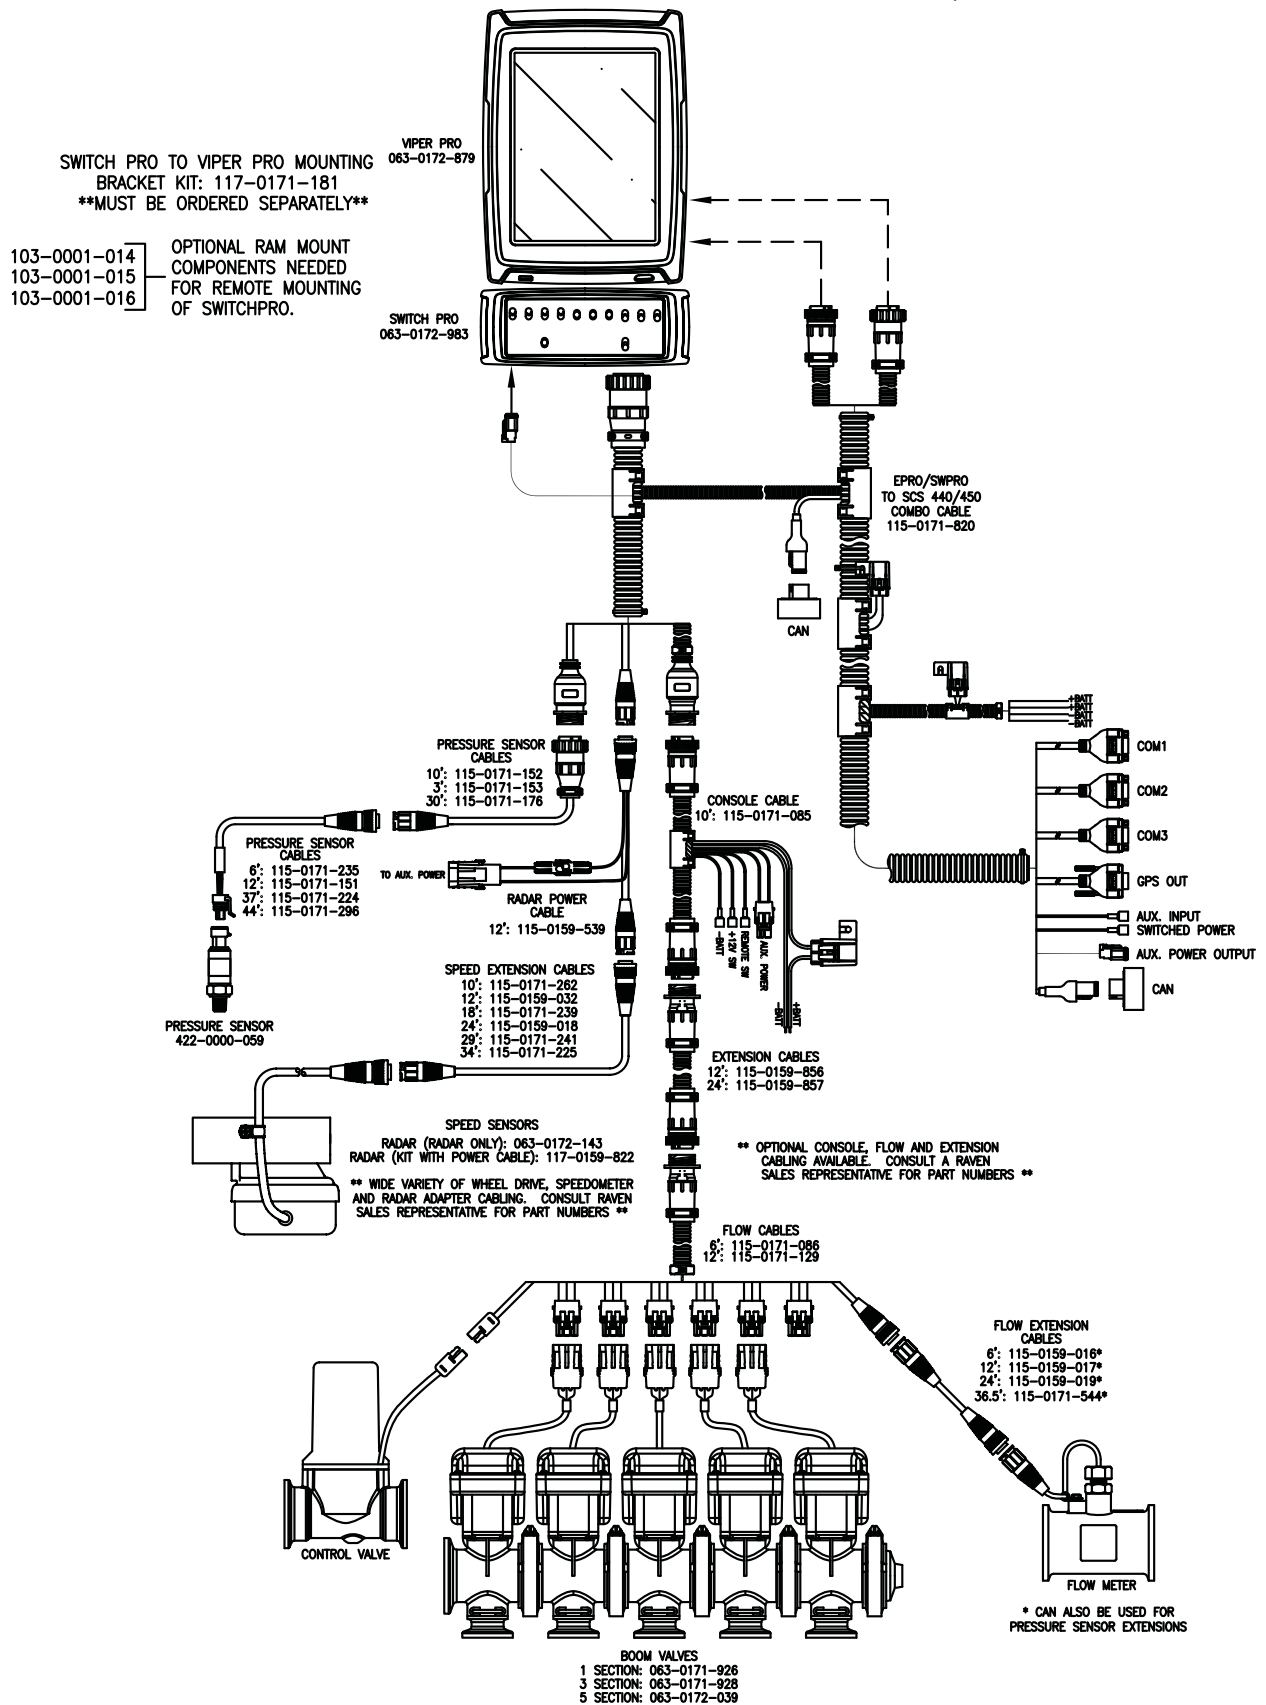 VIPER PRO
063-0172-879
SWITCH PRO TO VIPER PRO MOUNTING
BRACKET KIT: 117-0171-181
**MUST BE ORDERED SEPARATELY**
103-0001-014
103-0001-015
103-0001-016
OPTIONAL RAM MOUNT
COMPONENTS NEEDED
FOR REMOTE MOUNTING
OF SWITCHPRO.
SWITCH PRO
063-0172-983
EPRO/SWPRO
TO SCS 440/450
COMBO CABLE
115-0171-820
CAN
+BATT
+BATT
-BATT
-BATT
COM1
COM2
COM3
GPS OUT
AUX. INPUT
SWITCHED POWER
AUX. POWER OUTPUT
CAN
PRESSURE SENSOR
CABLES
10': 115-0171-152
3': 115-0171-153
30': 115-0171-176
CONSOLE CABLE
10': 115-0171-085
PRESSURE SENSOR
CABLES
6': 115-0171-235
12': 115-0171-151
37': 115-0171-224
44': 115-0171-296
TO AUX. POWER
RADAR POWER
CABLE
12': 115-0159-539
-BATT
+12V SW
REMOTE SW
AUX. POWER
-BATT
+BATT
SPEED EXTENSION CABLES
10': 115-0171-262
12': 115-0159-032
18': 115-0171-239
24': 115-0159-018
29': 115-0171-241
34': 115-0171-225
PRESSURE SENSOR
422-0000-059
EXTENSION CABLES
12': 115-0159-856
24': 115-0159-857
SPEED SENSORS
RADAR (RADAR ONLY): 063-0172-143
RADAR (KIT WITH POWER CABLE): 117-0159-822
** WIDE VARIETY OF WHEEL DRIVE, SPEEDOMETER
AND RADAR ADAPTER CABLING. CONSULT RAVEN
SALES REPRESENTATIVE FOR PART NUMBERS **
** OPTIONAL CONSOLE, FLOW AND EXTENSION
CABLING AVAILABLE. CONSULT A RAVEN
SALES REPRESENTATIVE FOR PART NUMBERS **
FLOW CABLES
6': 115-0171-086
12': 115-0171-129
FLOW EXTENSION
CABLES
6': 115-0159-016*
12': 115-0159-017*
24': 115-0159-019*
36.5': 115-0171-544*
CONTROL VALVE
FLOW METER
* CAN ALSO BE USED FOR
PRESSURE SENSOR EXTENSIONS
BOOM VALVES
1 SECTION: 063-0171-926
3 SECTION: 063-0171-928
5 SECTION: 063-0172-039